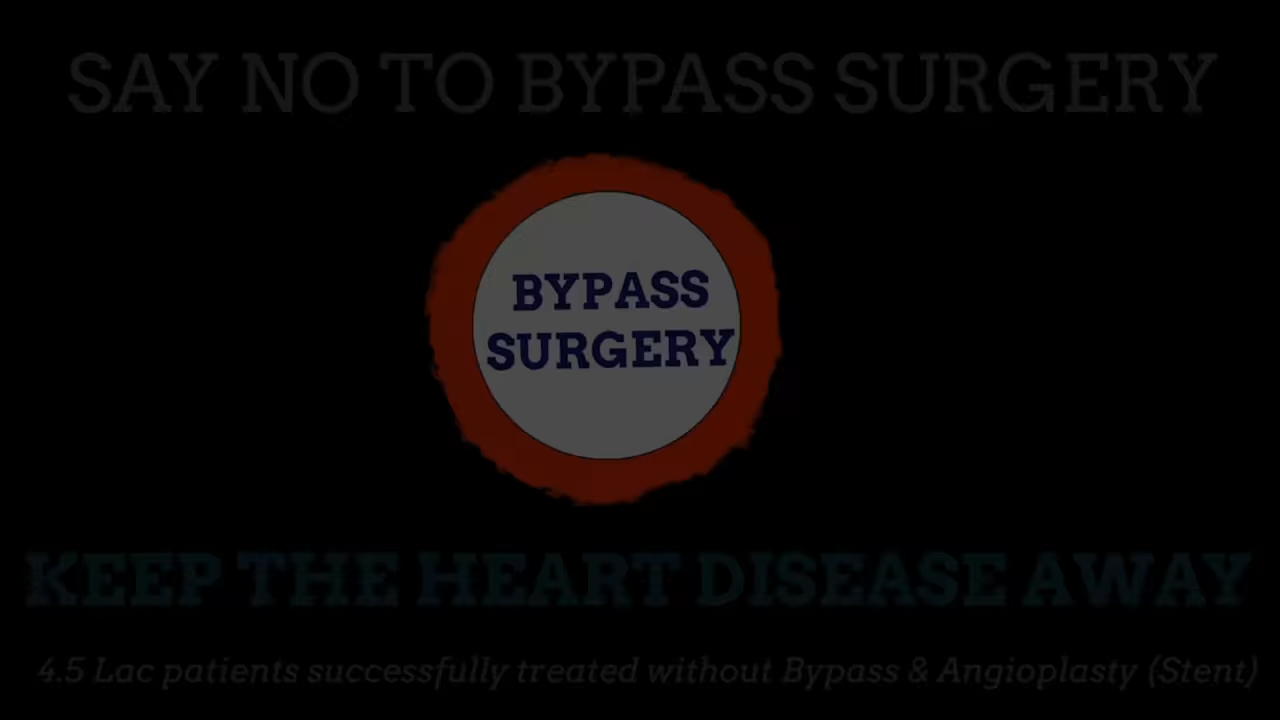 SAY NO TO BYPASS SURGERY
BYPASS
SURGERY
KEEP THE HEART DISEASE AWAY
4.5 Lac patients successfully treated without Bypass & Angioplasty (Stent)